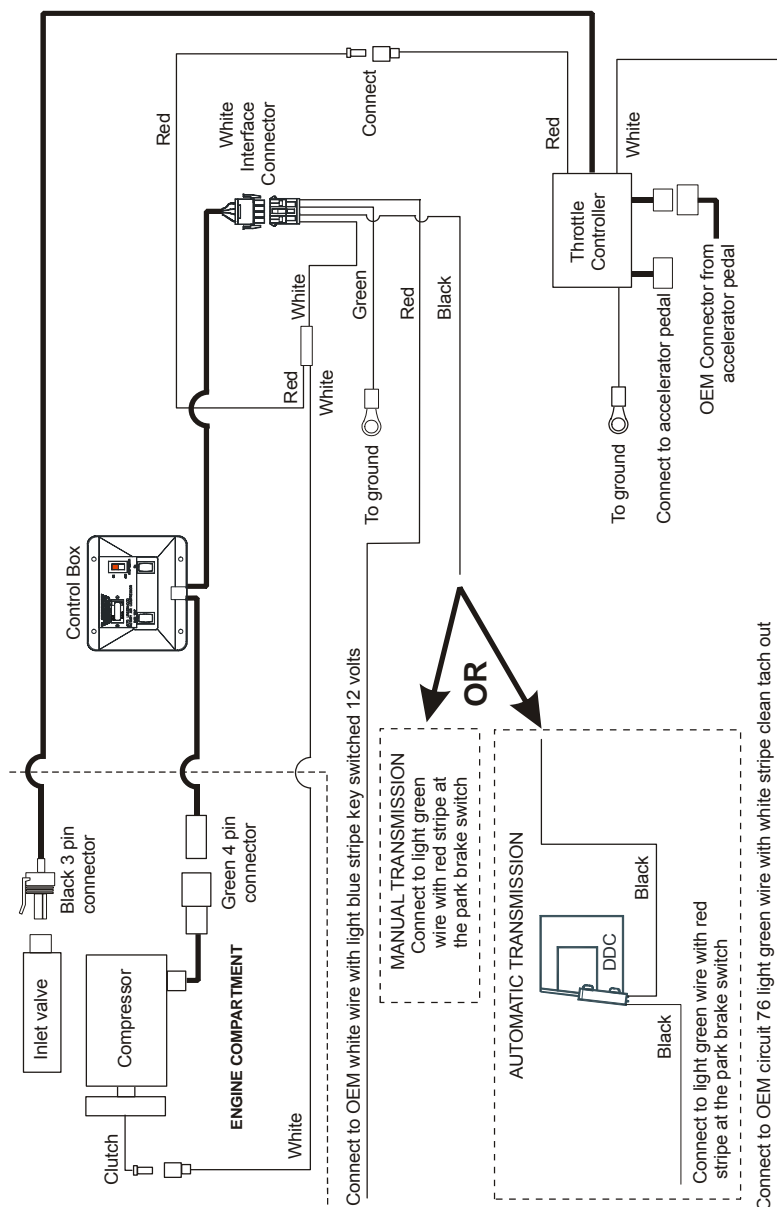 Inlet valve
Black 3 pin
connector
Compressor
Green 4 pin
connector
Clutch
ENGINE COMPARTMENT
White
Control Box
Red
White
Interface
Connector
Connect
Red
White
White
Green
Red
Black
To ground
Connect to OEM white wire with light blue stripe key switched 12 volts
OR
MANUAL TRANSMISSION
Connect to light green
wire with red stripe at
the park brake switch
AUTOMATIC TRANSMISSION
DDC
Black
Black
Connect to light green wire with red
stripe at the park brake switch
Red
White
Throttle
Controller
To ground
Connect to accelerator pedal
OEM Connector from
accelerator pedal
Connect to OEM circuit 76 light green wire with white stripe clean tach out